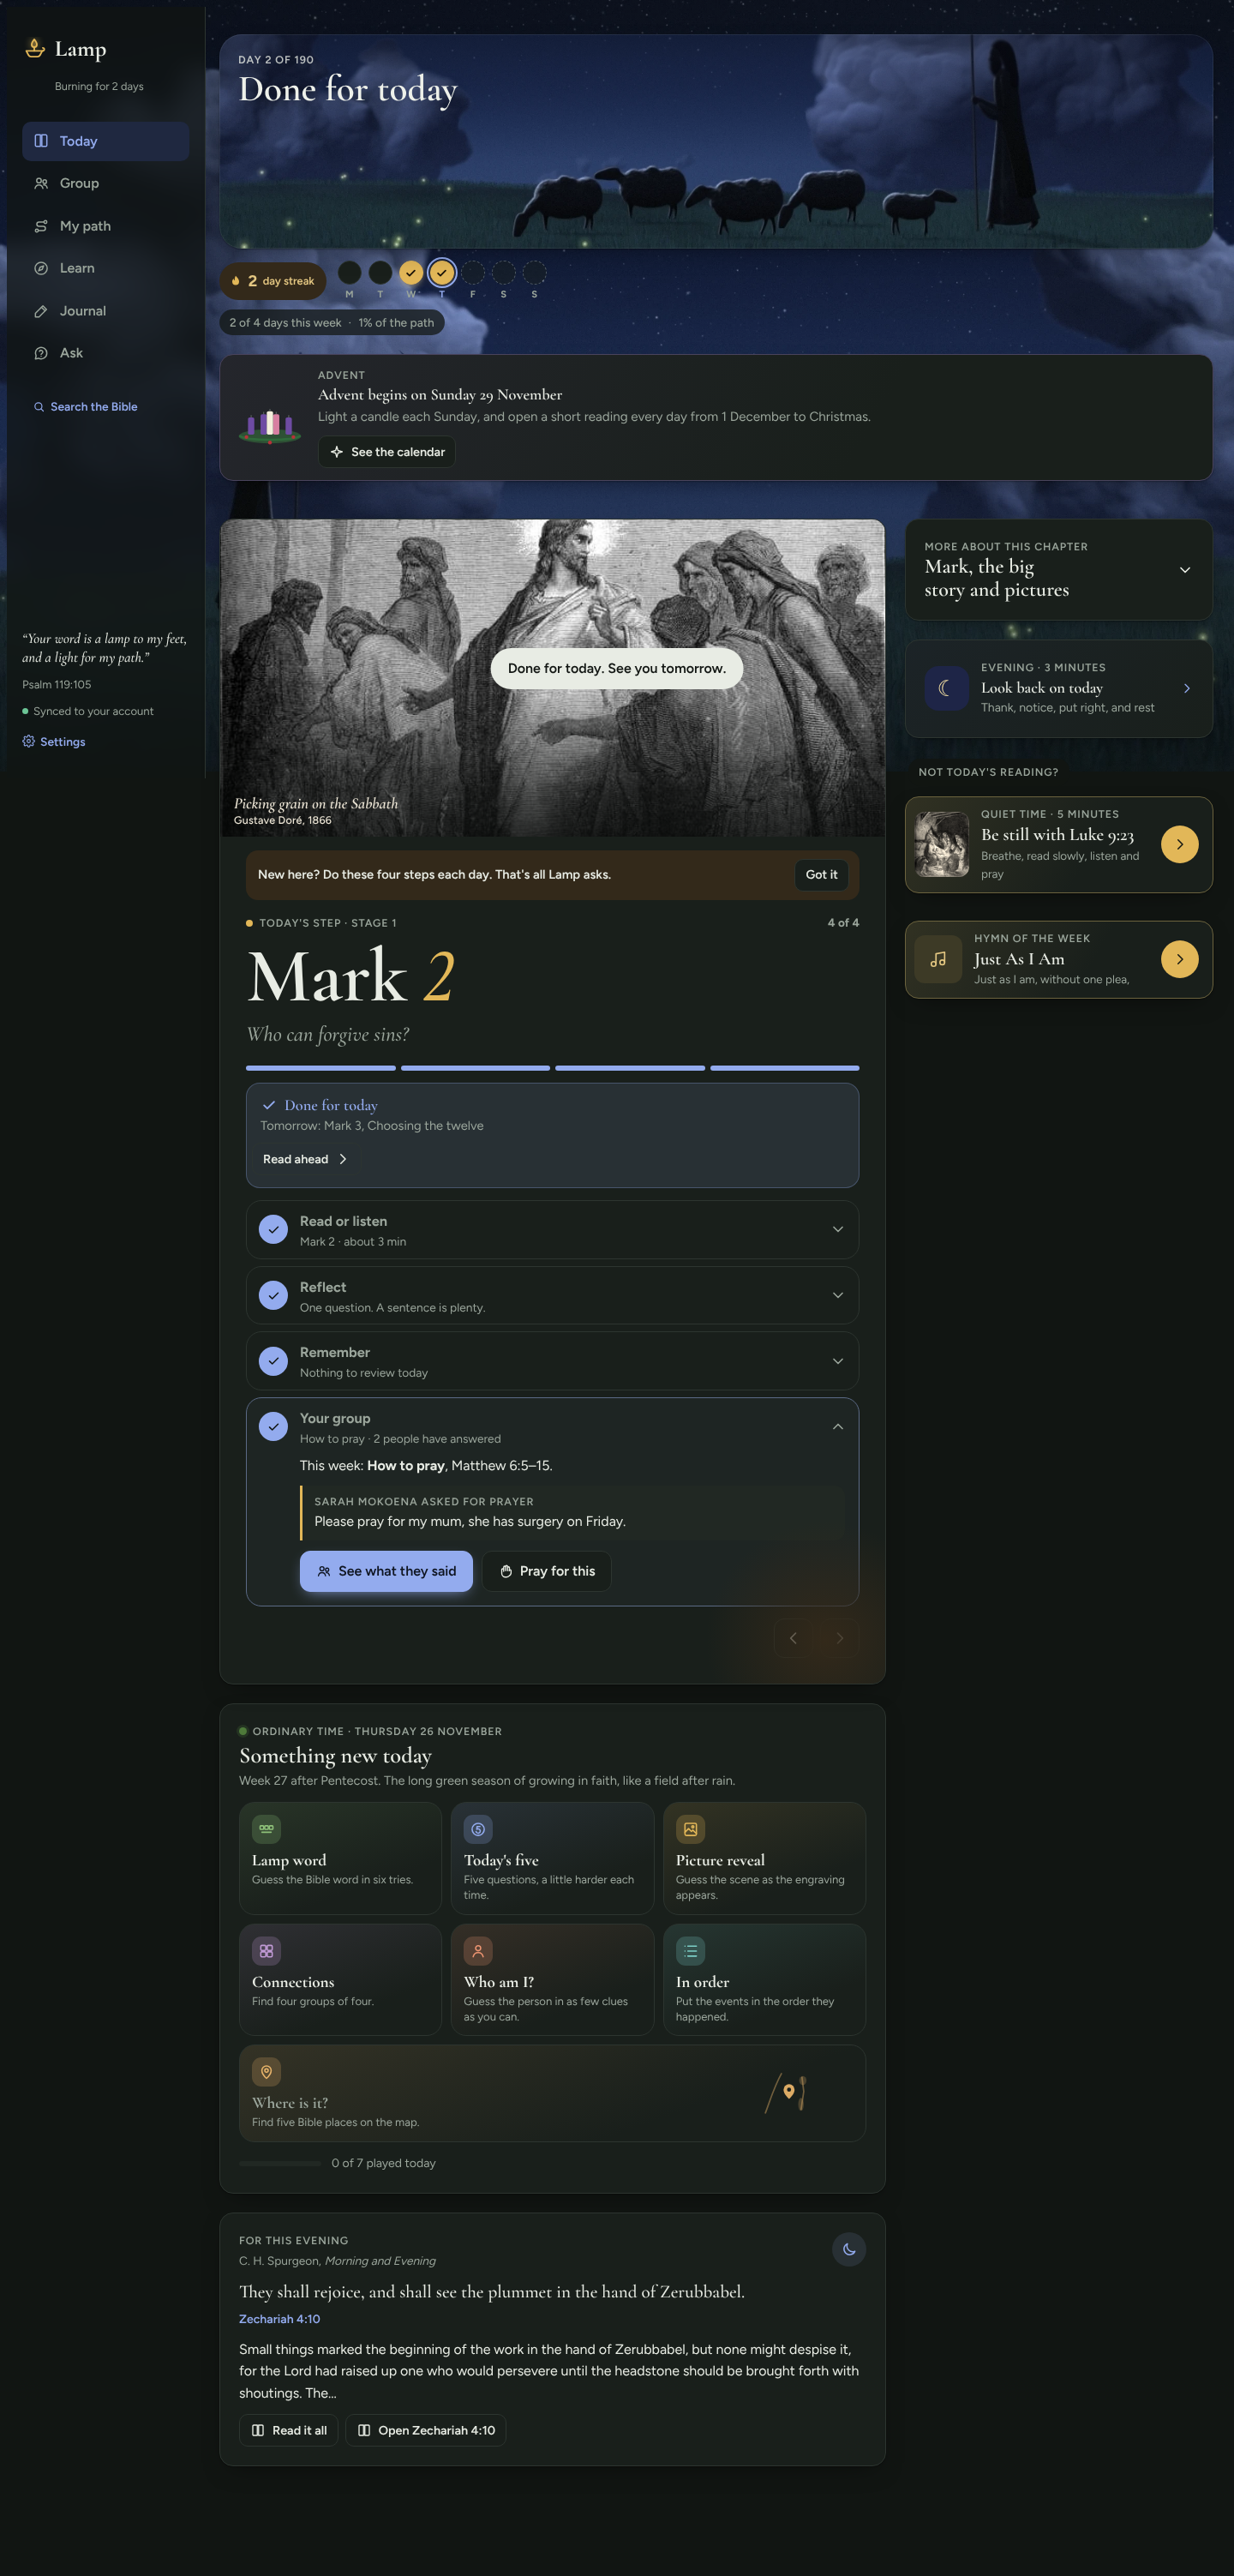 Lamp
Burning for 2 days
Today
Group
My path
Learn
Journal
Ask
Search the Bible
“Your word is a lamp to my feet,
and a light for my path.”
Psalm 119:105
Synced to your account
Settings
DAY 2 OF 190
Done for today
2 day streak
M T W T F S S
2 of 4 days this week · 1% of the path
ADVENT
Advent begins on Sunday 29 November
Light a candle each Sunday, and open a short reading every day from 1 December to Christmas.
See the calendar
Done for today. See you tomorrow.
Picking grain on the Sabbath
Gustave Doré, 1866
New here? Do these four steps each day. That's all Lamp asks.
Got it
TODAY'S STEP · STAGE 1
4 of 4
Mark 2
Who can forgive sins?
Done for today
Tomorrow: Mark 3, Choosing the twelve
Read ahead
Read or listen
Mark 2 · about 3 min
Reflect
One question. A sentence is plenty.
Remember
Nothing to review today
Your group
How to pray · 2 people have answered
This week: How to pray, Matthew 6:5–15.
SARAH MOKOENA ASKED FOR PRAYER
Please pray for my mum, she has surgery on Friday.
See what they said
Pray for this
MORE ABOUT THIS CHAPTER
Mark, the big
story and pictures
EVENING · 3 MINUTES
Look back on today
Thank, notice, put right, and rest
NOT TODAY'S READING?
QUIET TIME · 5 MINUTES
Be still with Luke 9:23
Breathe, read slowly, listen and
pray
HYMN OF THE WEEK
Just As I Am
Just as I am, without one plea,
ORDINARY TIME · THURSDAY 26 NOVEMBER
Something new today
Week 27 after Pentecost. The long green season of growing in faith, like a field after rain.
Lamp word
Guess the Bible word in six tries.
5
Today's five
Five questions, a little harder each
time.
Picture reveal
Guess the scene as the engraving
appears.
Connections
Find four groups of four.
Who am I?
Guess the person in as few clues
as you can.
In order
Put the events in the order they
happened.
Where is it?
Find five Bible places on the map.
0 of 7 played today
FOR THIS EVENING
C. H. Spurgeon, Morning and Evening
They shall rejoice, and shall see the plummet in the hand of Zerubbabel.
Zechariah 4:10
Small things marked the beginning of the work in the hand of Zerubbabel, but none might despise it,
for the Lord had raised up one who would persevere until the headstone should be brought forth with
shoutings. The…
Read it all
Open Zechariah 4:10